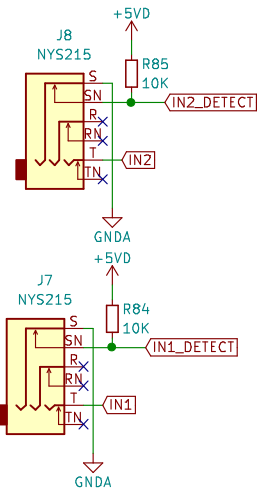 +5VD
J8
NYS215
R85
10K
S
SN
IN2_DETECT
R
RN
T
IN2
TN
GNDA
+5VD
J7
NYS215
R84
10K
S
SN
IN1_DETECT
R
RN
T
IN1
TN
GNDA